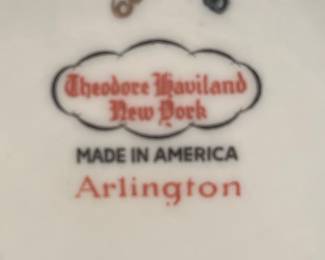 Theodore Haviland
New York
MADE IN AMERICA
Arlington